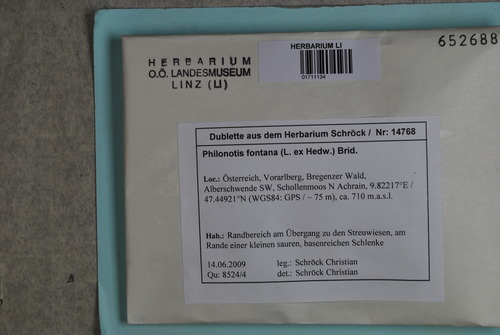 HERBARIUM
O.Ö. LANDESMUSEUM
LINZ (LI)
HERBARIUM LI
01711134
652688
Dublette aus dem Herbarium Schröck / Nr: 14768
Philonotis fontana (L. ex Hedw.) Brid.
Loc.: Österreich, Vorarlberg, Bregenzer Wald,
Alberschwende SW, Schollenmoos N Achrain, 9.82217°E /
47.44921°N (WGS84: GPS / ~ 75 m), ca. 710 m.a.s.l.
Hab.: Randbereich am Übergang zu den Streuwiesen, am
Rande einer kleinen sauren, basenreichen Schlenke
14.06.2009 leg.: Schröck Christian
Qu: 8524/4 det.: Schröck Christian